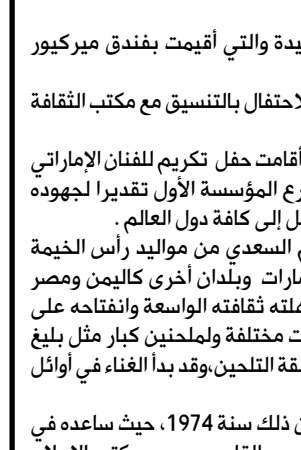 يدة والتي أقيمت بفندق ميركيور
لاحتفال بالتنسيق مع مكتب الثقافة
أقامت حفل تكريم للفنان الإماراتي
رع المؤسسة الأول تقديرا لجهوده
ل إلى كافة دول العالم .
م السعدي من مواليد رأس الخيمة
مارات وبلدان أخرى كاليمن ومصر
هلته ثقافته الواسعة وانفتاحه على
ت مختلفة ولملحنين كبار مثل بليغ
قة التلحين،وقد بدأ الغناء في أوائل
ن ذلك سنة 1974، حيث ساعده في